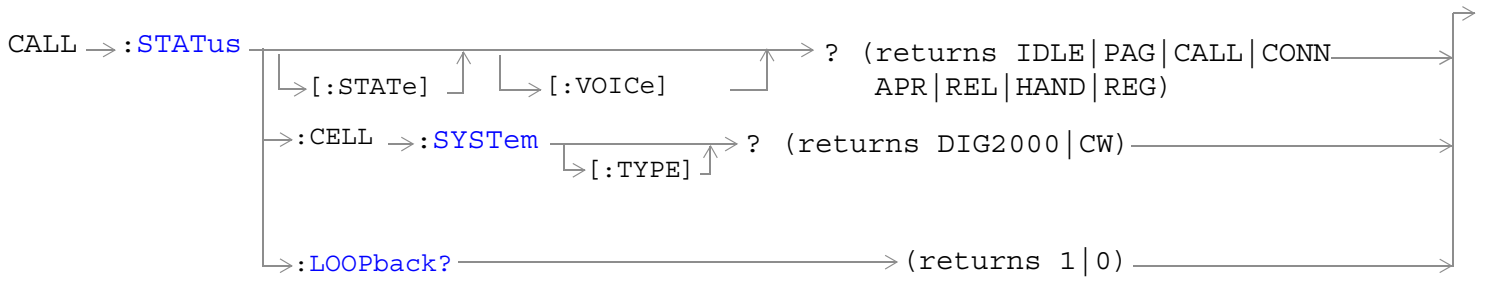 CALL :STATus ? (returns IDLE|PAG|CALL|CONN
[:STATe] [:VOICe] APR|REL|HAND|REG)
:CELL :SYSTem ? (returns DIG2000|CW)
[:TYPE]
:LOOPback? (returns 1|0)